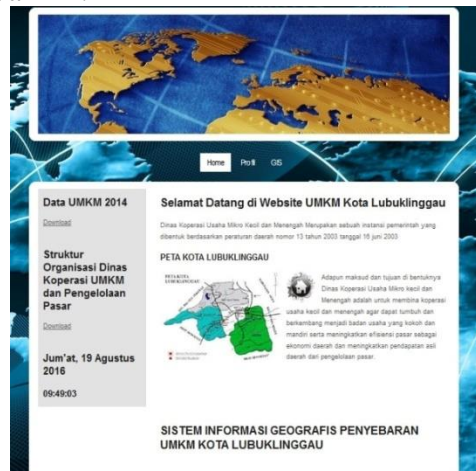 Home Profil GIS
Data UMKM 2014
Download
Struktur
Organisasi Dinas
Koperasi UMKM
dan Pengelolaan
Pasar
Download
Jum'at, 19 Agustus
2016
09:49:03
Selamat Datang di Website UMKM Kota Lubuklinggau
Dinas Koperasi Usaha Mikro Kecil dan Menengah Merupakan sebuah instansi pemerintah yang
dibentuk berdasarkan peraturan daerah nomor 13 tahun 2003 tanggal 16 juni 2003
PETA KOTA LUBUKLINGGAU
PETA KOTA
LUBUKLINGGAU
Adapun maksud dan tujuan di bentuknya
Dinas Koperasi Usaha Mikro kecil dan
Menengah adalah untuk membina koperasi
usaha kecil dan menengah agar dapat tumbuh dan
berkembang menjadi badan usaha yang kokoh dan
mandiri serta meningkatkan efisiensi pasar sebagai
ekonomi daerah dan meningkatkan pendapatan asli
daerah dari pengelolaan pasar.
SISTEM INFORMASI GEOGRAFIS PENYEBARAN
UMKM KOTA LUBUKLINGGAU